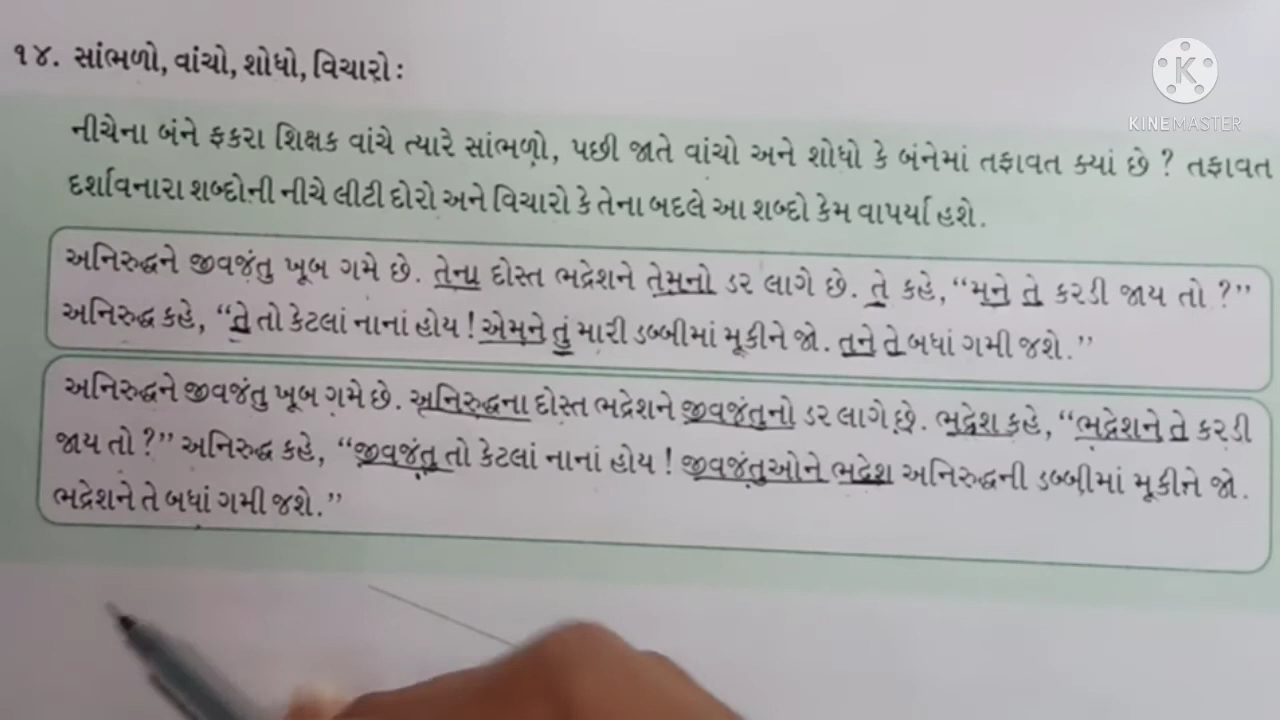 ૧૪. સાંભળો, વાંચો, શોધો, વિચારો :
KINEMASTER
નીચેના બંને ફકરા શિક્ષક વાંચે ત્યારે સાંભળો, પછી જાતે વાંચો અને શોધો કે બંનેમાં તફાવત ક્યાં છે ? તફાવત
દર્શાવનારા શબ્દોની નીચે લીટી દોરો અને વિચારો કે તેના બદલે આ શબ્દો કેમ વાપર્યા હશે.
અનિરુદ્ધને જીવજંતુ ખૂબ ગમે છે. તેના દોસ્ત ભદ્રેશને તેમનો ડર લાગે છે. તે કહે, “મને તે કરડી જાય તો ?”
અનિરુદ્ધ કહે, “તે તો કેટલાં નાનાં હોય ! એમને તું મારી ડબ્બીમાં મૂકીને જો. તને તે બધાં ગમી જશે.”
અનિરુદ્ધને જીવજંતુ ખૂબ ગમે છે. અનિરુદ્ધના દોસ્ત ભદ્રેશને જીવજંતુનો ડર લાગે છે. ભદ્રેશ કહે, “ભદ્રેશને તે કરડી
જાય તો ?” અનિરુદ્ધ કહે, “જીવજંતુ તો કેટલાં નાનાં હોય ! જીવજંતુઓને ભદ્રેશ અનિરુદ્ધની ડબ્બીમાં મૂકીને જો.
ભદ્રેશને તે બધાં ગમી જશે.”